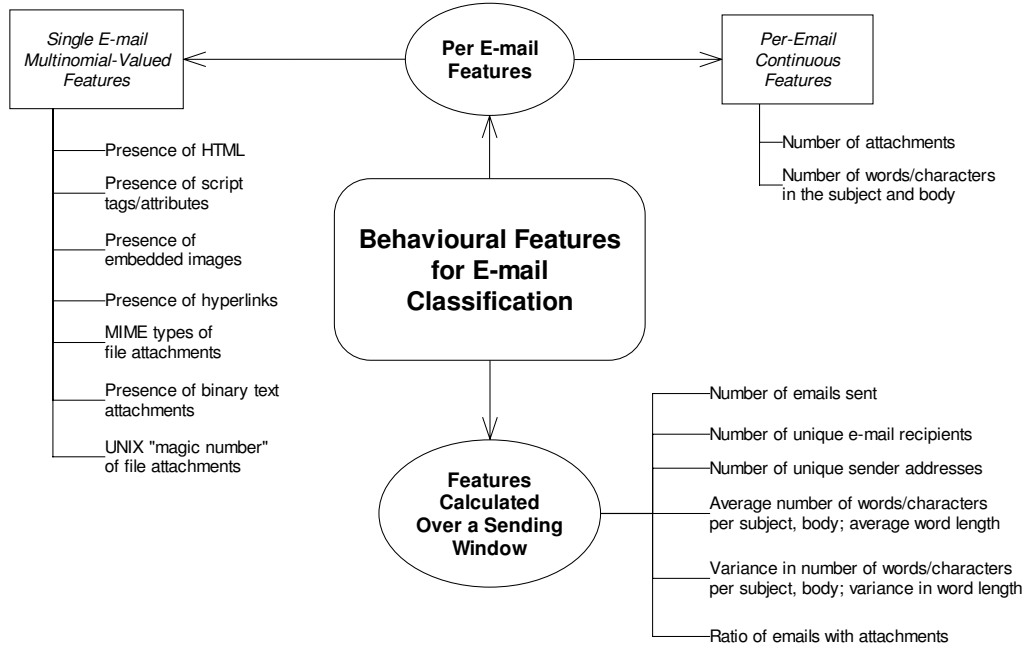 Single E-mail
Multinomial-Valued
Features
Per E-mail
Features
Per-Email
Continuous
Features
Presence of HTML
Presence of script
tags/attributes
Presence of
embedded images
Presence of hyperlinks
MIME types of
file attachments
Presence of binary text
attachments
UNIX "magic number"
of file attachments
Number of attachments
Number of words/characters
in the subject and body
Behavioural Features
for E-mail
Classification
Features
Calculated
Over a Sending
Window
Number of emails sent
Number of unique e-mail recipients
Number of unique sender addresses
Average number of words/characters
per subject, body; average word length
Variance in number of words/characters
per subject, body; variance in word length
Ratio of emails with attachments